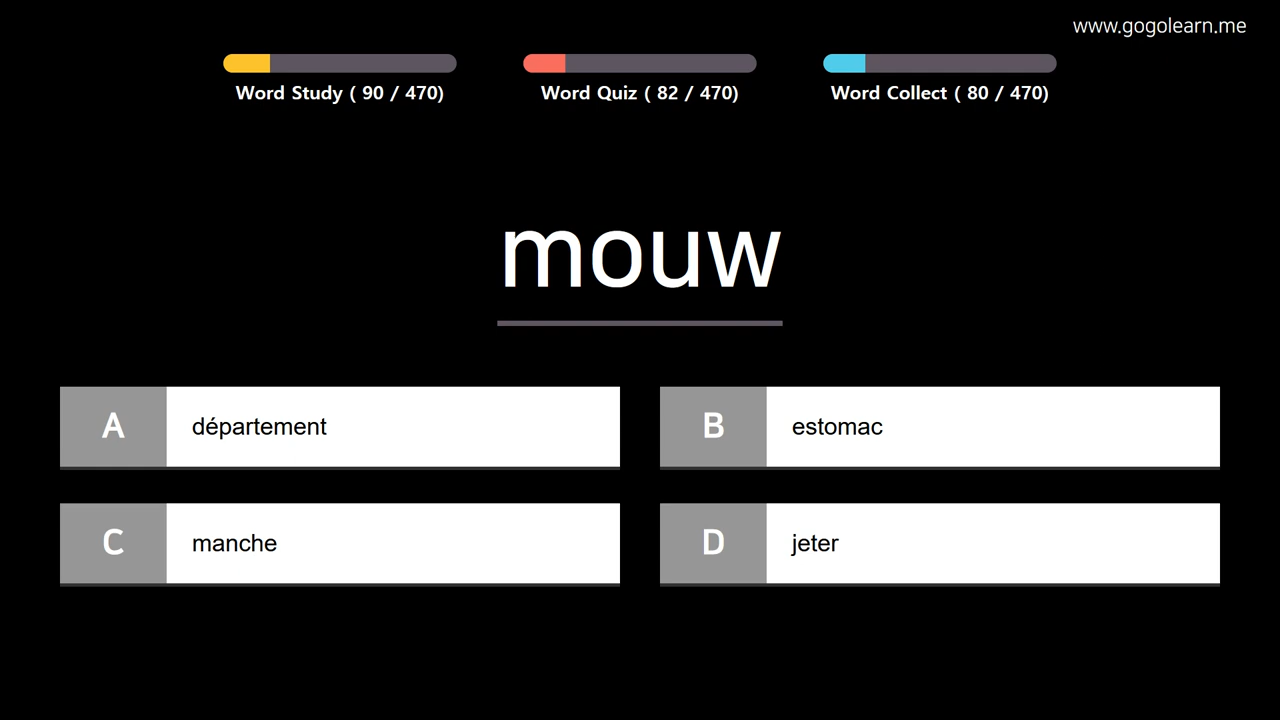 www.gogolearn.me
Word Study ( 90 / 470)
Word Quiz ( 82 / 470)
Word Collect ( 80 / 470)
mouw
A département
B estomac
C manche
D jeter